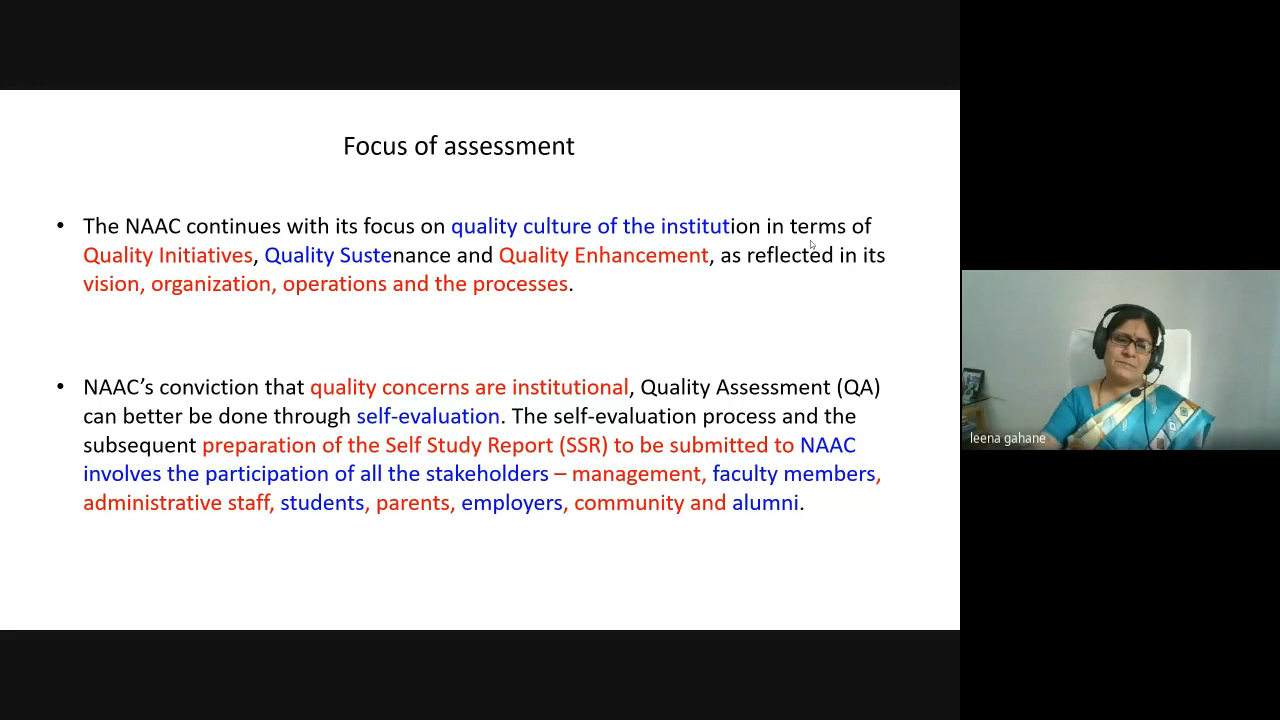 Focus of assessment
• The NAAC continues with its focus on quality culture of the institution in terms of
Quality Initiatives, Quality Sustenance and Quality Enhancement, as reflected in its
vision, organization, operations and the processes.
• NAAC’s conviction that quality concerns are institutional, Quality Assessment (QA)
can better be done through self-evaluation. The self-evaluation process and the
subsequent preparation of the Self Study Report (SSR) to be submitted to NAAC
involves the participation of all the stakeholders – management, faculty members,
administrative staff, students, parents, employers, community and alumni.
leena gahane